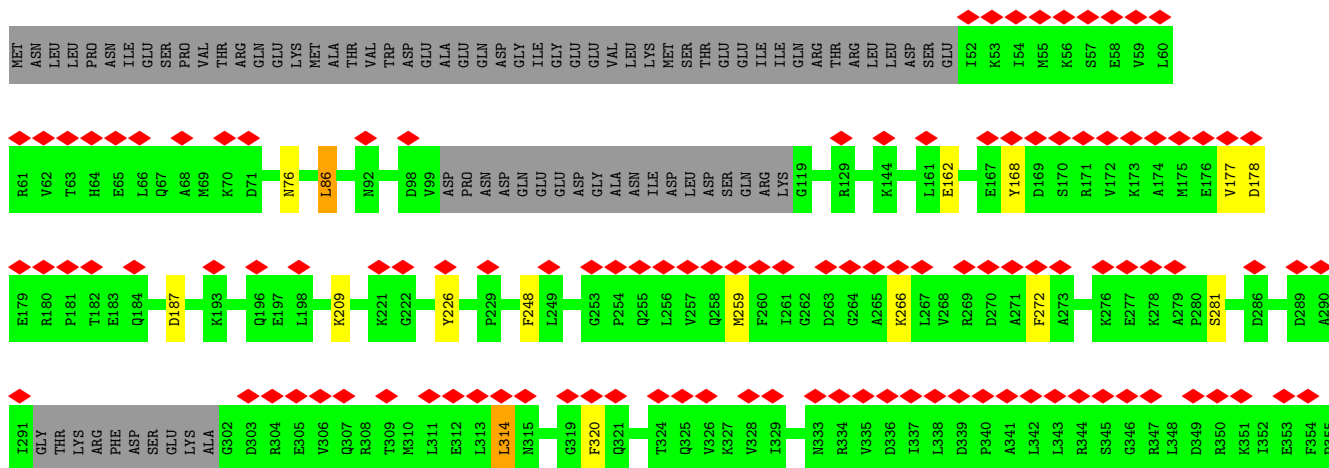 MET ASN LEU LEU PRO ASN ILE GLU SER PRO VAL THR ARG GLN GLU LYS MET ALA THR VAL TRP ASP GLU ALA GLU GLN ASP GLY ILE GLY GLU GLU VAL LEU LYS MET SER THR GLU GLU ILE ILE GLN ARG THR ARG LEU LEU ASP SER GLU I52 K53 I54 M55 K56 S57 E58 V59 L60
R61 V62 T63 H64 E65 L66 Q67 A68 M69 K70 D71 N76 L86 N92 D98 V99 ASP PRO ASN ASP GLN GLU GLU ASP GLY ALA ASN ILE ASP LEU ASP SER GLN ARG LYS G119 R129 K144 L161 E162 E167 Y168 D169 S170 R171 V172 K173 A174 M175 E176 V177 D178
E179 R180 P181 T182 E183 Q184 D187 K193 Q196 E197 L198 K209 K221 G222 Y226 P229 F248 L249 G253 P254 Q255 L256 V257 Q258 M259 F260 I261 G262 D263 G264 A265 K266 L267 V268 R269 D270 A271 F272 A273 K276 E277 K278 A279 P280 S281 D286 D289 A290
I291 GLY THR LYS ARG PHE ASP SER GLU LYS ALA G302 D303 R304 E305 V306 Q307 R308 T309 M310 L311 E312 L313 L314 N315 G319 F320 Q321 T324 Q325 V326 K327 V328 I329 N333 R334 V335 D336 I337 L338 D339 P340 A341 L342 L343 R344 S345 G346 R347 L348 D349 R350 K351 I352 E353 F354